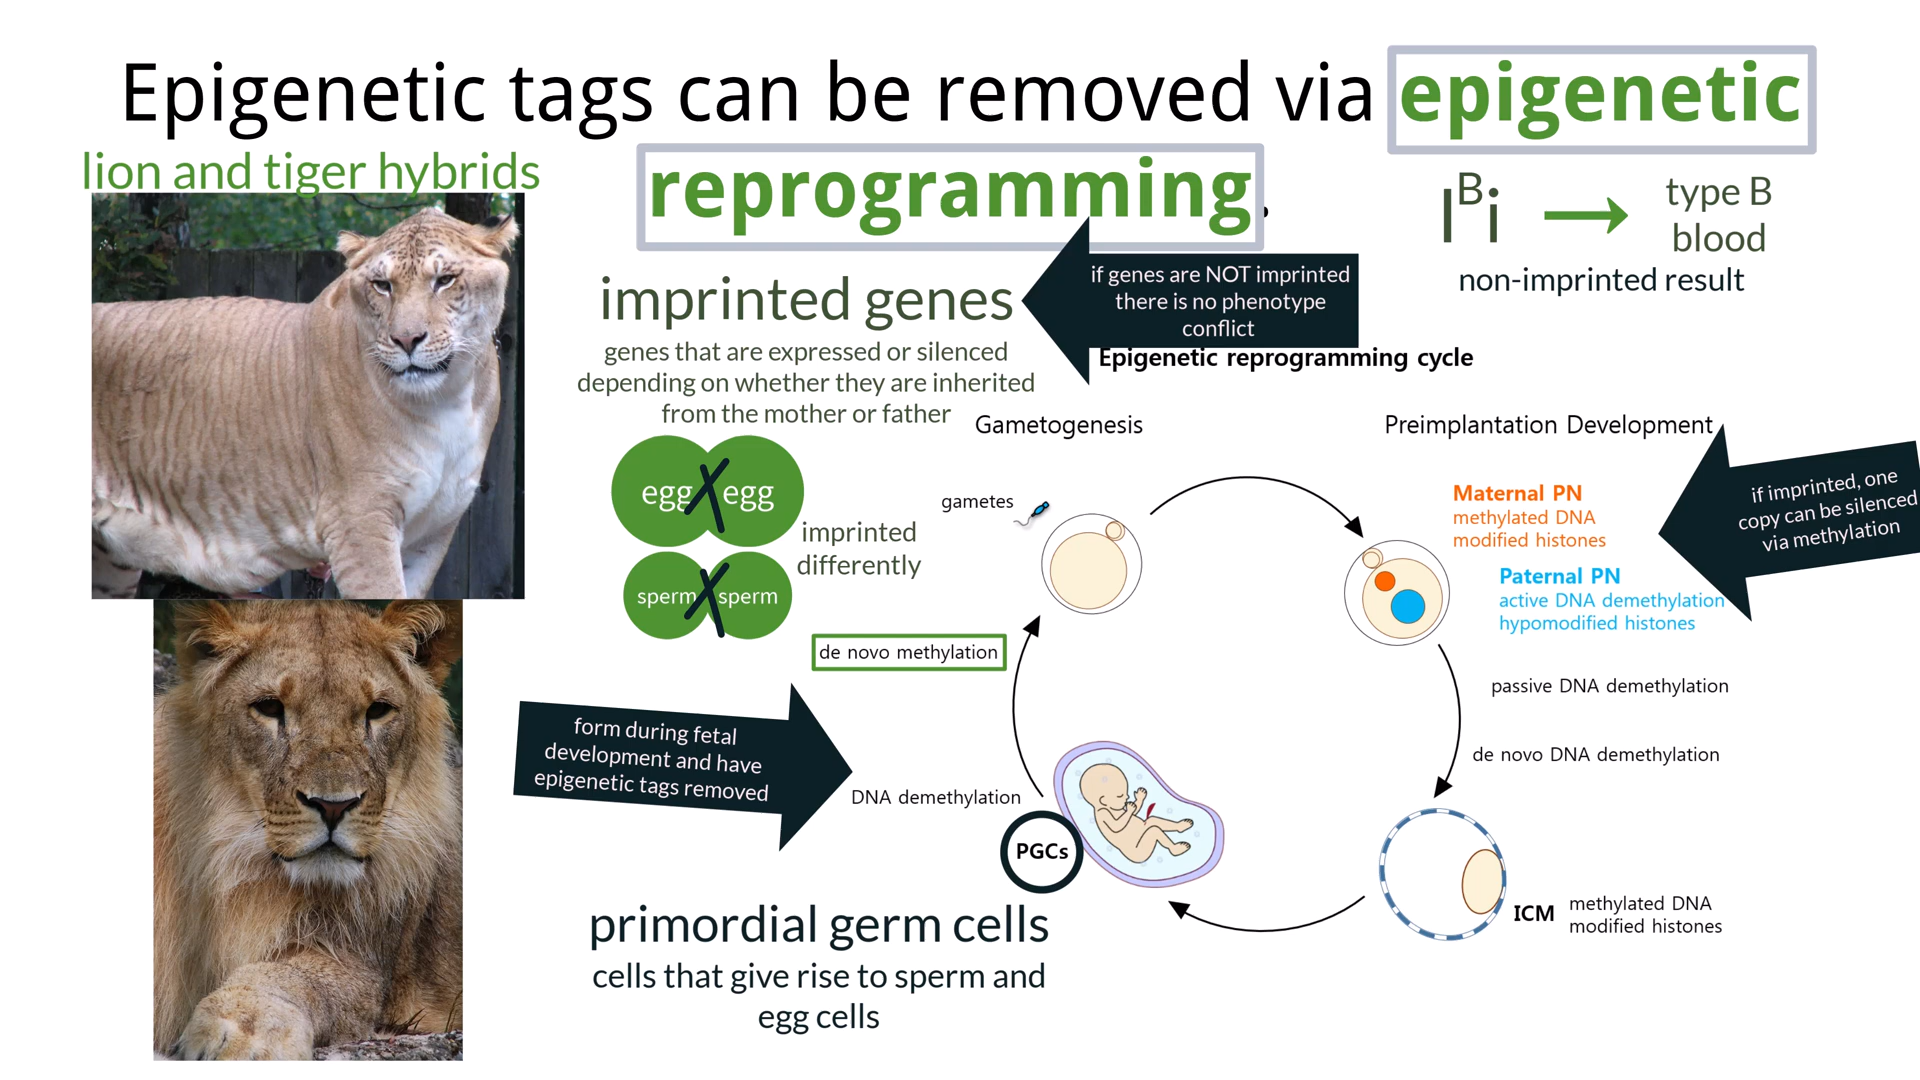 Epigenetic tags can be removed via epigenetic
reprogramming.
lion and tiger hybrids
I^B i → type B
blood
non-imprinted result
imprinted genes
genes that are expressed or silenced
depending on whether they are inherited
from the mother or father
if genes are NOT imprinted
there is no phenotype
conflict
egg egg
imprinted
differently
sperm sperm
Epigenetic reprogramming cycle
Gametogenesis
Preimplantation Development
gametes
Maternal PN
methylated DNA
modified histones
Paternal PN
active DNA demethylation
hypomodified histones
if imprinted, one
copy can be silenced
via methylation
de novo methylation
passive DNA demethylation
de novo DNA demethylation
form during fetal
development and have
epigenetic tags removed
DNA demethylation
PGCs
ICM
methylated DNA
modified histones
primordial germ cells
cells that give rise to sperm and
egg cells